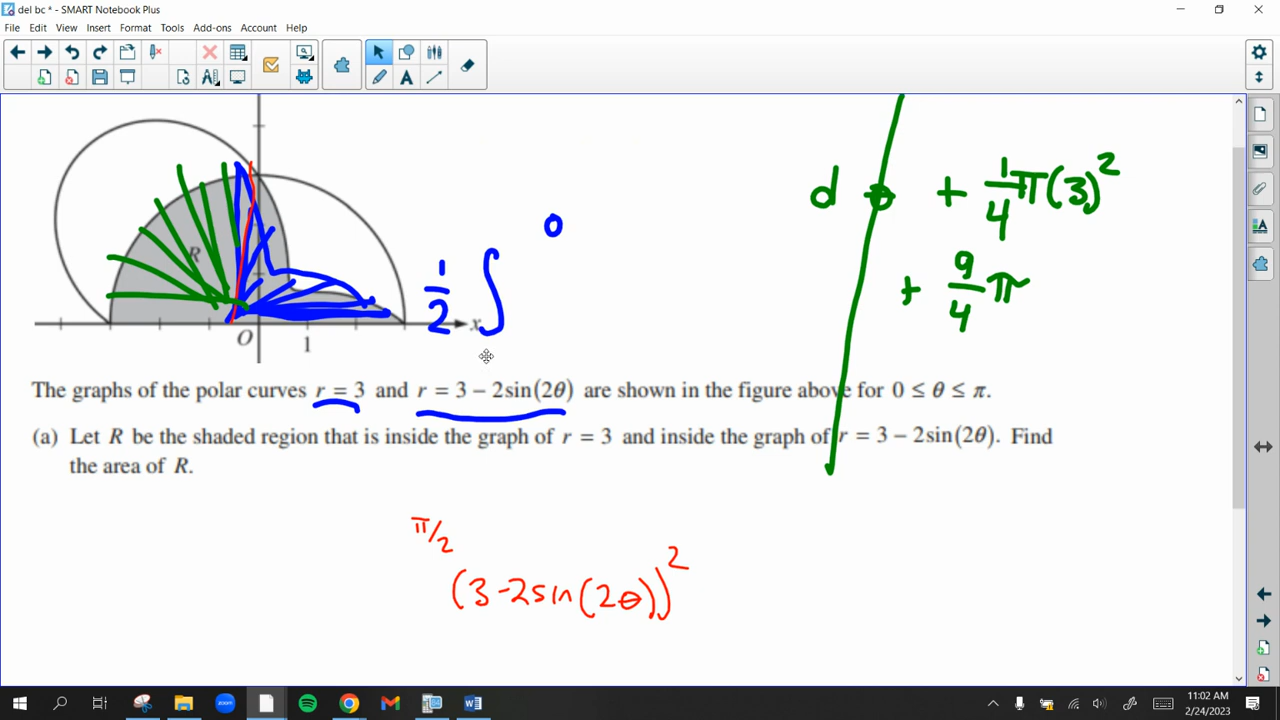 del bc * - SMART Notebook Plus
File Edit View Insert Format Tools Add-ons Account Help
R
O
1
x
1/2 ∫
0
d θ + 1/4 π(3)²
+ 9/4 π
The graphs of the polar curves r = 3 and r = 3 − 2sin(2θ) are shown in the figure above for 0 ≤ θ ≤ π.
(a) Let R be the shaded region that is inside the graph of r = 3 and inside the graph of r = 3 − 2sin(2θ). Find
the area of R.
π/2
(3-2sin(2θ))²
11:02 AM
2/24/2023